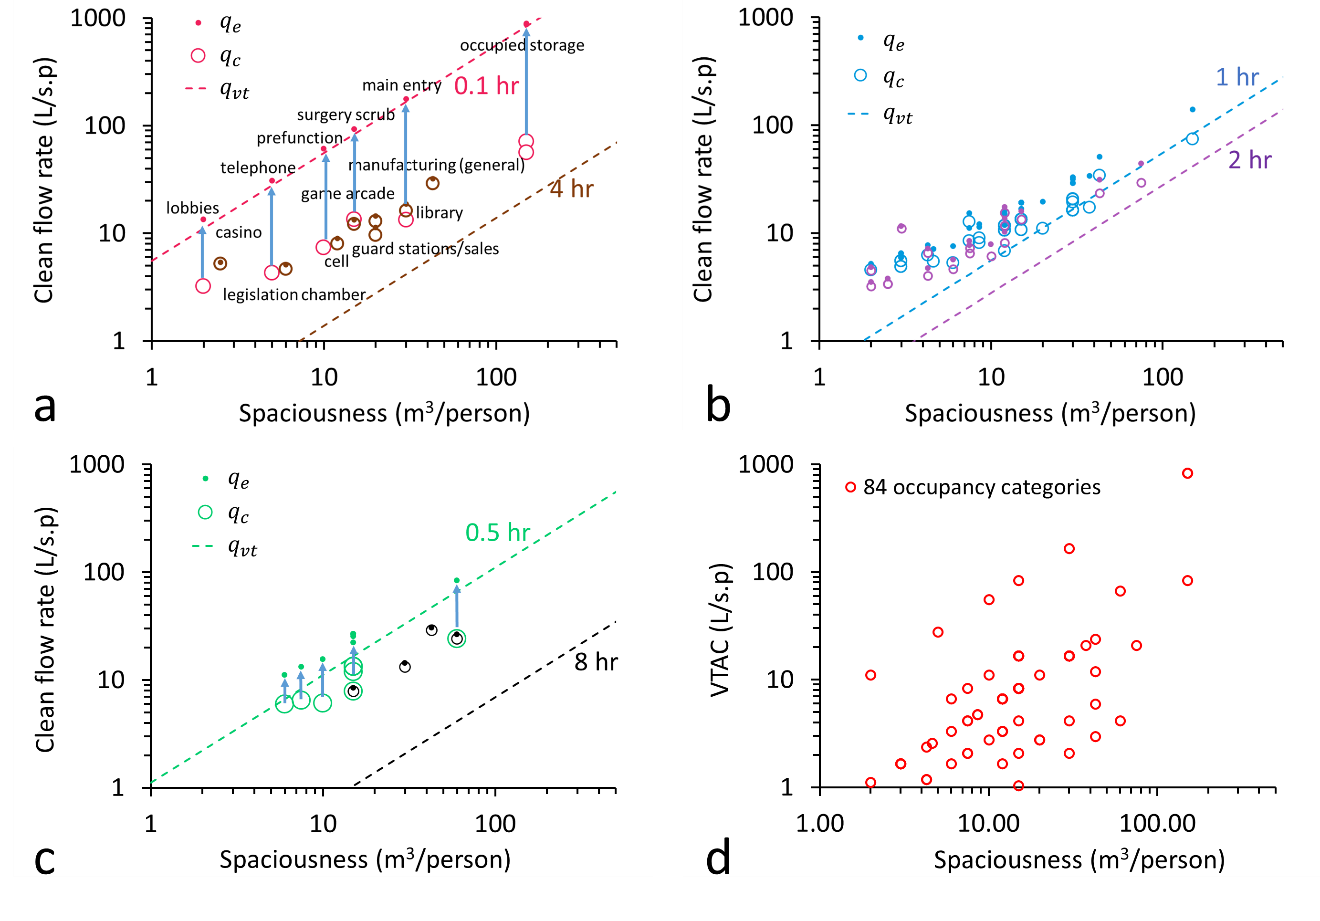 1000
100
10
1
Clean flow rate (L/s.p)
q_e
q_c
q_vt
occupied storage
main entry
0.1 hr
surgery scrub
prefunction
manufacturing (general)
telephone
4 hr
game arcade
lobbies
library
casino
guard stations/sales
cell
legislation chamber
1
10
100
Spaciousness (m³/person)
a
1000
100
10
1
Clean flow rate (L/s.p)
q_e
q_c
q_vt
1 hr
2 hr
1
10
100
Spaciousness (m³/person)
b
1000
100
10
1
Clean flow rate (L/s.p)
q_e
q_c
q_vt
0.5 hr
8 hr
1
10
100
Spaciousness (m³/person)
c
1000
100
10
1
VTAC (L/s.p)
84 occupancy categories
1.00
10.00
100.00
Spaciousness (m³/person)
d